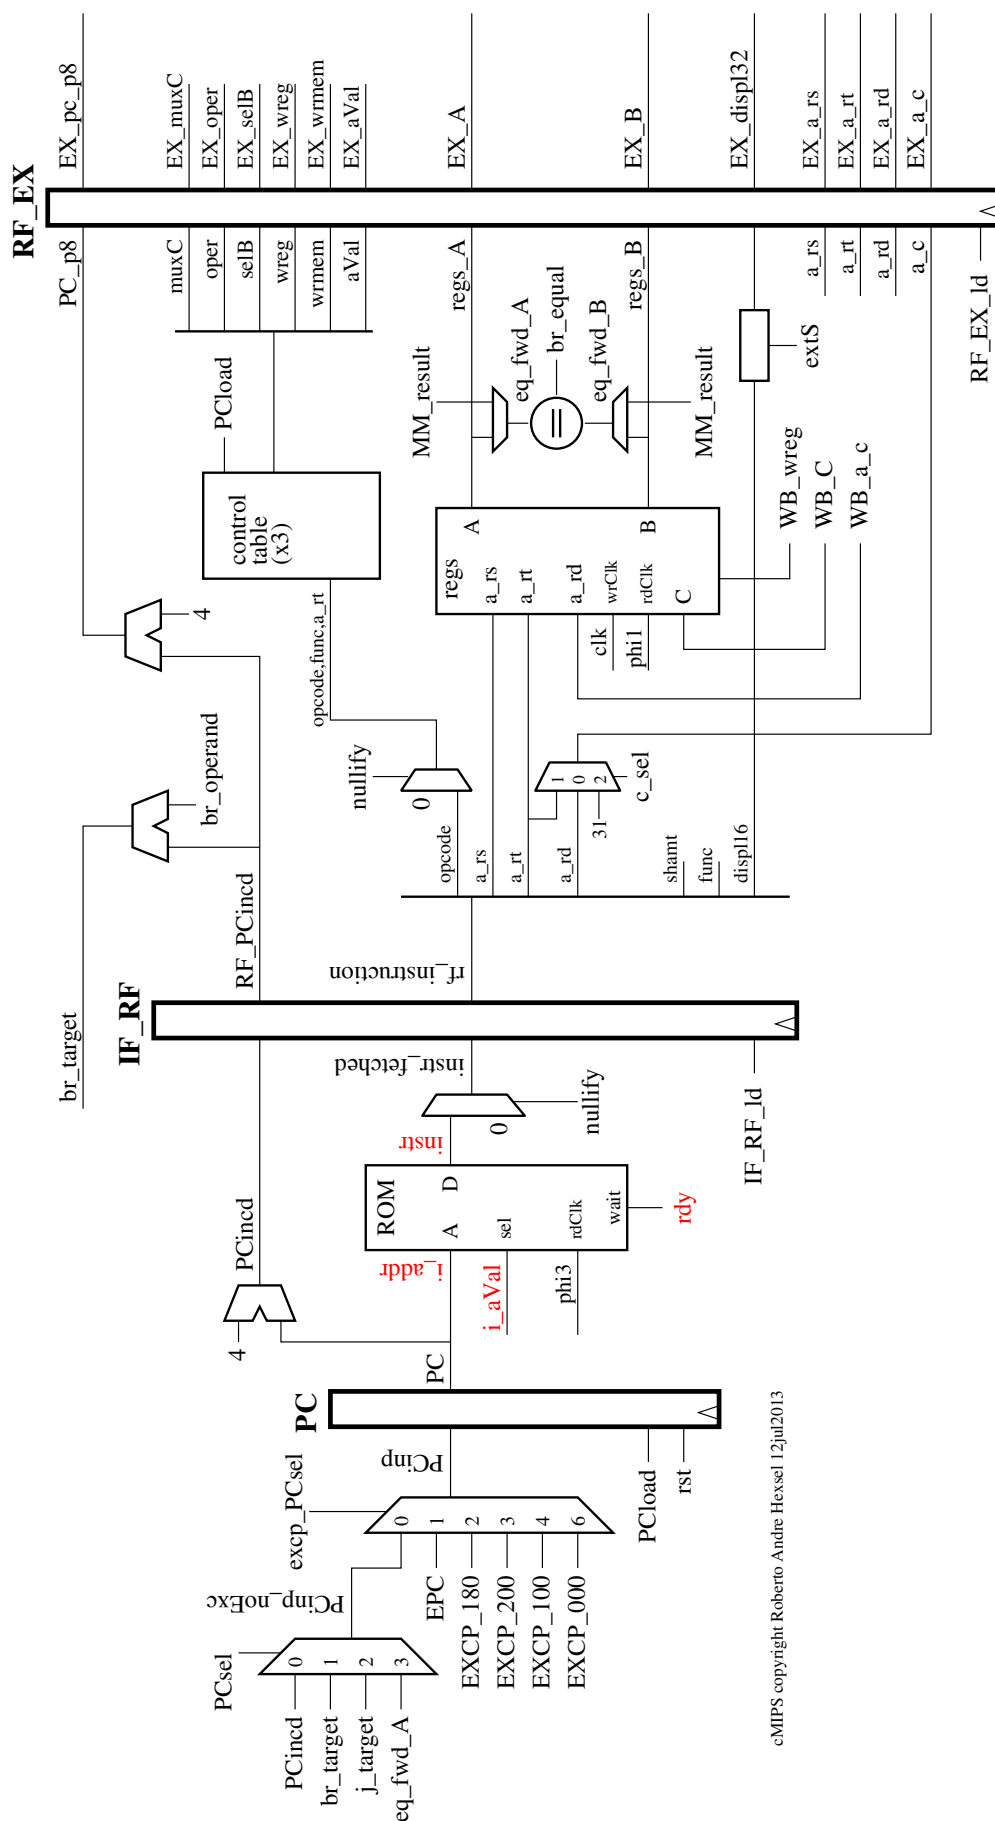 PCsel
PCincd
br_target
j_target
eq_fwd_A
0
1
2
3
PCinp_noExc
excp_PCsel
EPC
EXCP_180
EXCP_200
EXCP_100
EXCP_000
0
1
2
3
4
6
PCinp
PC
PCload
rst
PC
4
PCincd
i_addr
i_aVal
phi3
ROM
A
D
sel
rdClk
wait
rdy
instr
0
nullify
instr_fetched
IF_RF
IF_RF_ld
br_target
RF_PCincd
rf_instruction
br_operand
4
opcode
a_rs
a_rt
a_rd
shamt
func
displ16
nullify
0
opcode,func,a_rt
31
1
0
2
c_sel
control
table
(x3)
PCload
regs
a_rs
a_rt
a_rd
wrClk
rdClk
C
A
B
clk
phi1
WB_wreg
WB_C
WB_a_c
MM_result
eq_fwd_A
=
br_equal
eq_fwd_B
MM_result
extS
RF_EX
PC_p8
muxC
oper
selB
wreg
wrmem
aVal
regs_A
regs_B
a_rs
a_rt
a_rd
a_c
RF_EX_ld
EX_pc_p8
EX_muxC
EX_oper
EX_selB
EX_wreg
EX_wrmem
EX_aVal
EX_A
EX_B
EX_displ32
EX_a_rs
EX_a_rt
EX_a_rd
EX_a_c
cMIPS copyright Roberto Andre Hexsel 12jul2013